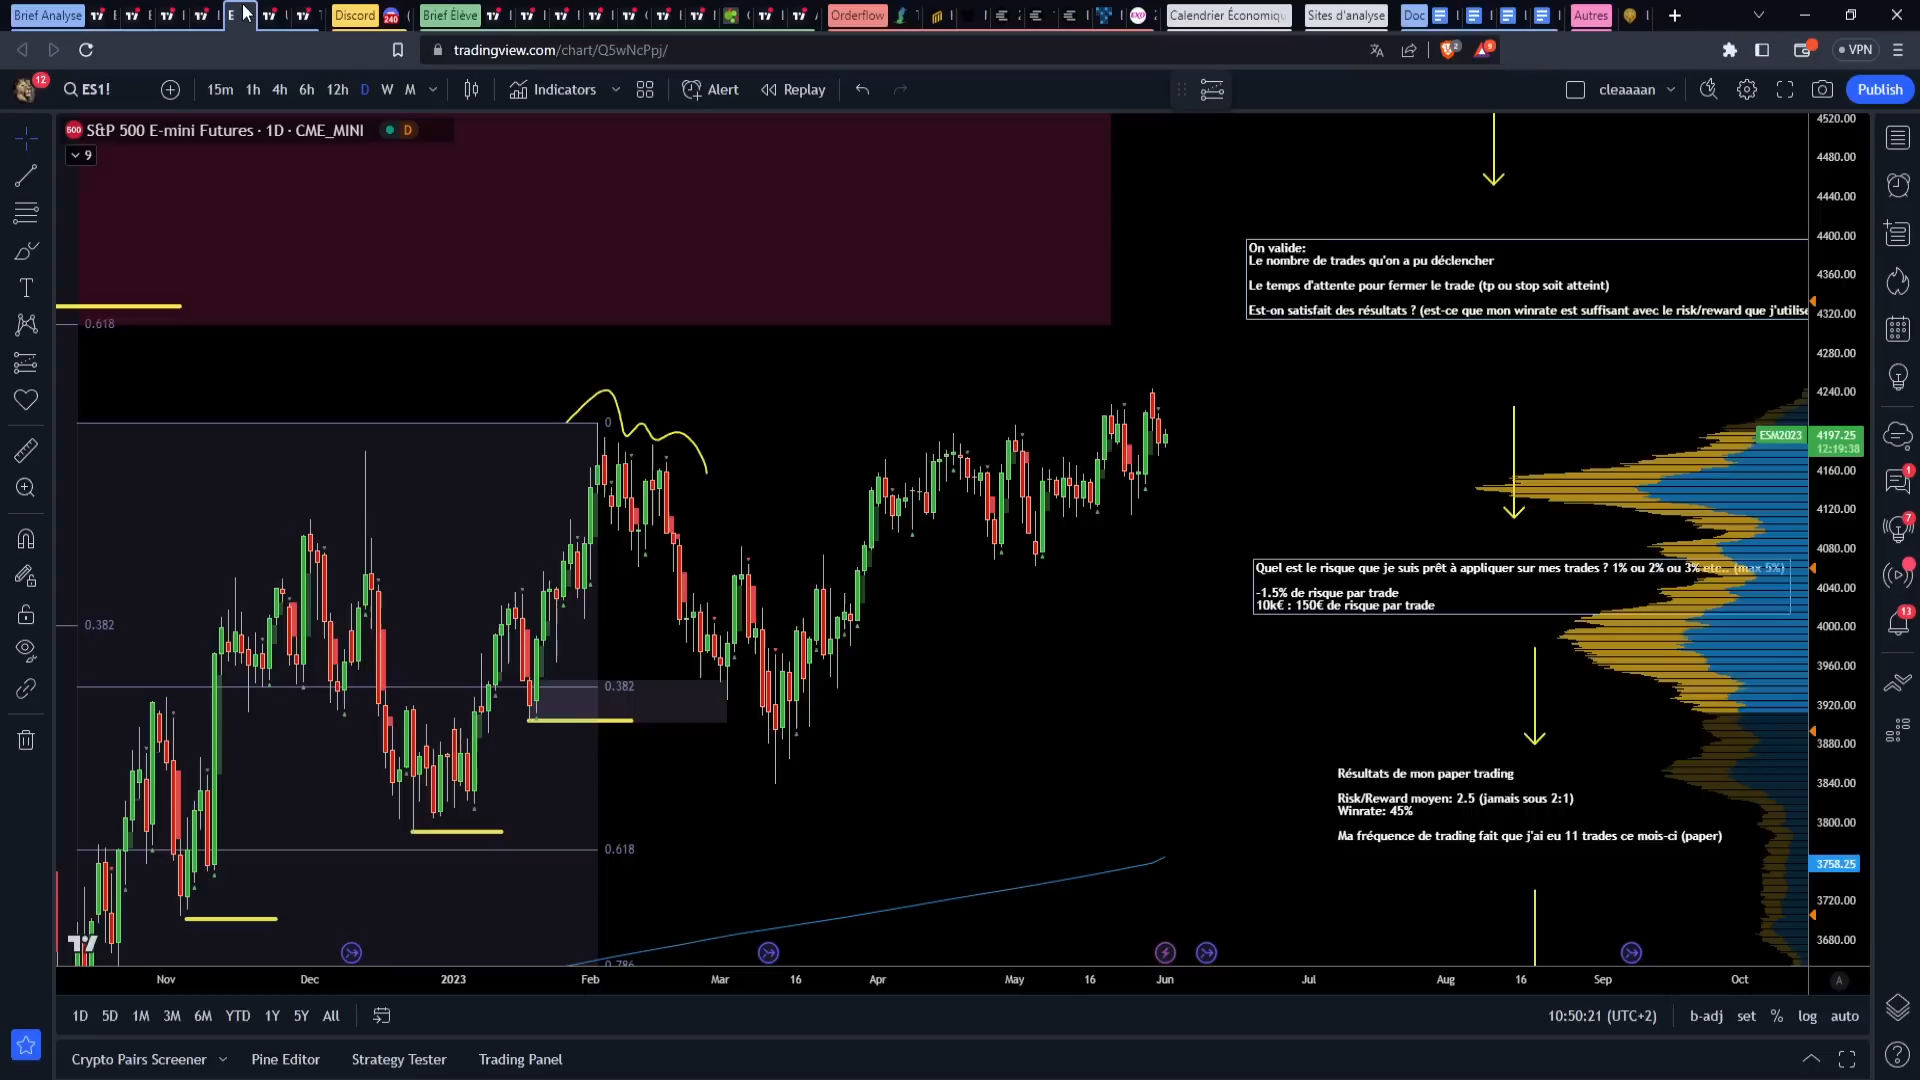 Bries Analyse
Discord
240
Brief Élève
Orderflow
Calendrier Économiqu
Sites d'analyse
Doc
Autres
tradingview.com/chart/Q5wNcPpj/
2
9
VPN
12
ES1!
15m 1h 4h 6h 12h D W M
Indicators
Alert
Replay
cleaaaan
Publish
500
S&P 500 E-mini Futures · 1D · CME_MINI
D
9
0.618
0.382
0
0.382
0.618
0.786
On valide:
Le nombre de trades qu'on a pu déclencher
Le temps d'attente pour fermer le trade (tp ou stop soit atteint)
Est-on satisfait des résultats ? (est-ce que mon winrate est suffisant avec le risk/reward que j'utilise
Quel est le risque que je suis prêt à appliquer sur mes trades ? 1% ou 2% ou 3% etc.. (max 5%)
-1.5% de risque par trade
10k€ : 150€ de risque par trade
Résultats de mon paper trading
Risk/Reward moyen: 2.5 (jamais sous 2:1)
Winrate: 45%
Ma fréquence de trading fait que j'ai eu 11 trades ce mois-ci (paper)
4520.00
4480.00
4440.00
4400.00
4360.00
4320.00
4280.00
4240.00
ESM2023 4197.25
12:19:38
4160.00
4120.00
4080.00
4040.00
4000.00
3960.00
3920.00
3880.00
3840.00
3800.00
3758.25
3720.00
3680.00
1
7
13
Nov Dec 2023 Feb Mar 16 Apr May 16 Jun Jul Aug 16 Sep Oct
A
1D 5D 1M 3M 6M YTD 1Y 5Y All
10:50:21 (UTC+2)
b-adj set % log auto
Crypto Pairs Screener
Pine Editor
Strategy Tester
Trading Panel